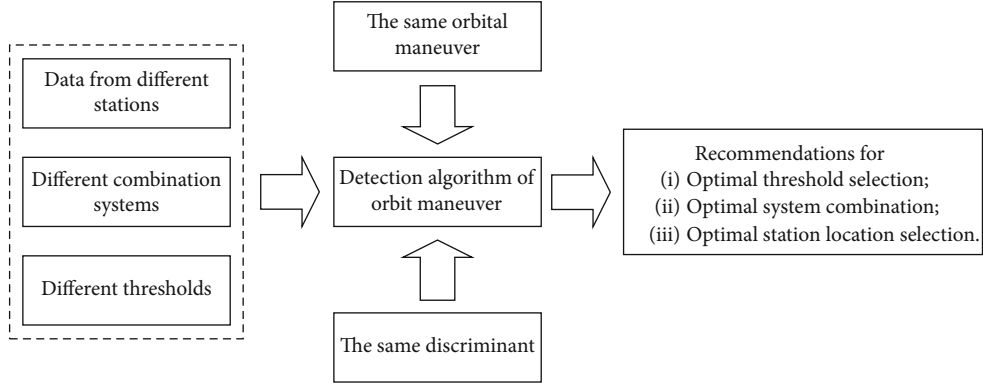 The same orbital
maneuver
Data from different
stations
Different combination
systems
Different thresholds
Detection algorithm of
orbit maneuver
The same discriminant
Recommendations for
(i) Optimal threshold selection;
(ii) Optimal system combination;
(iii) Optimal station location selection.